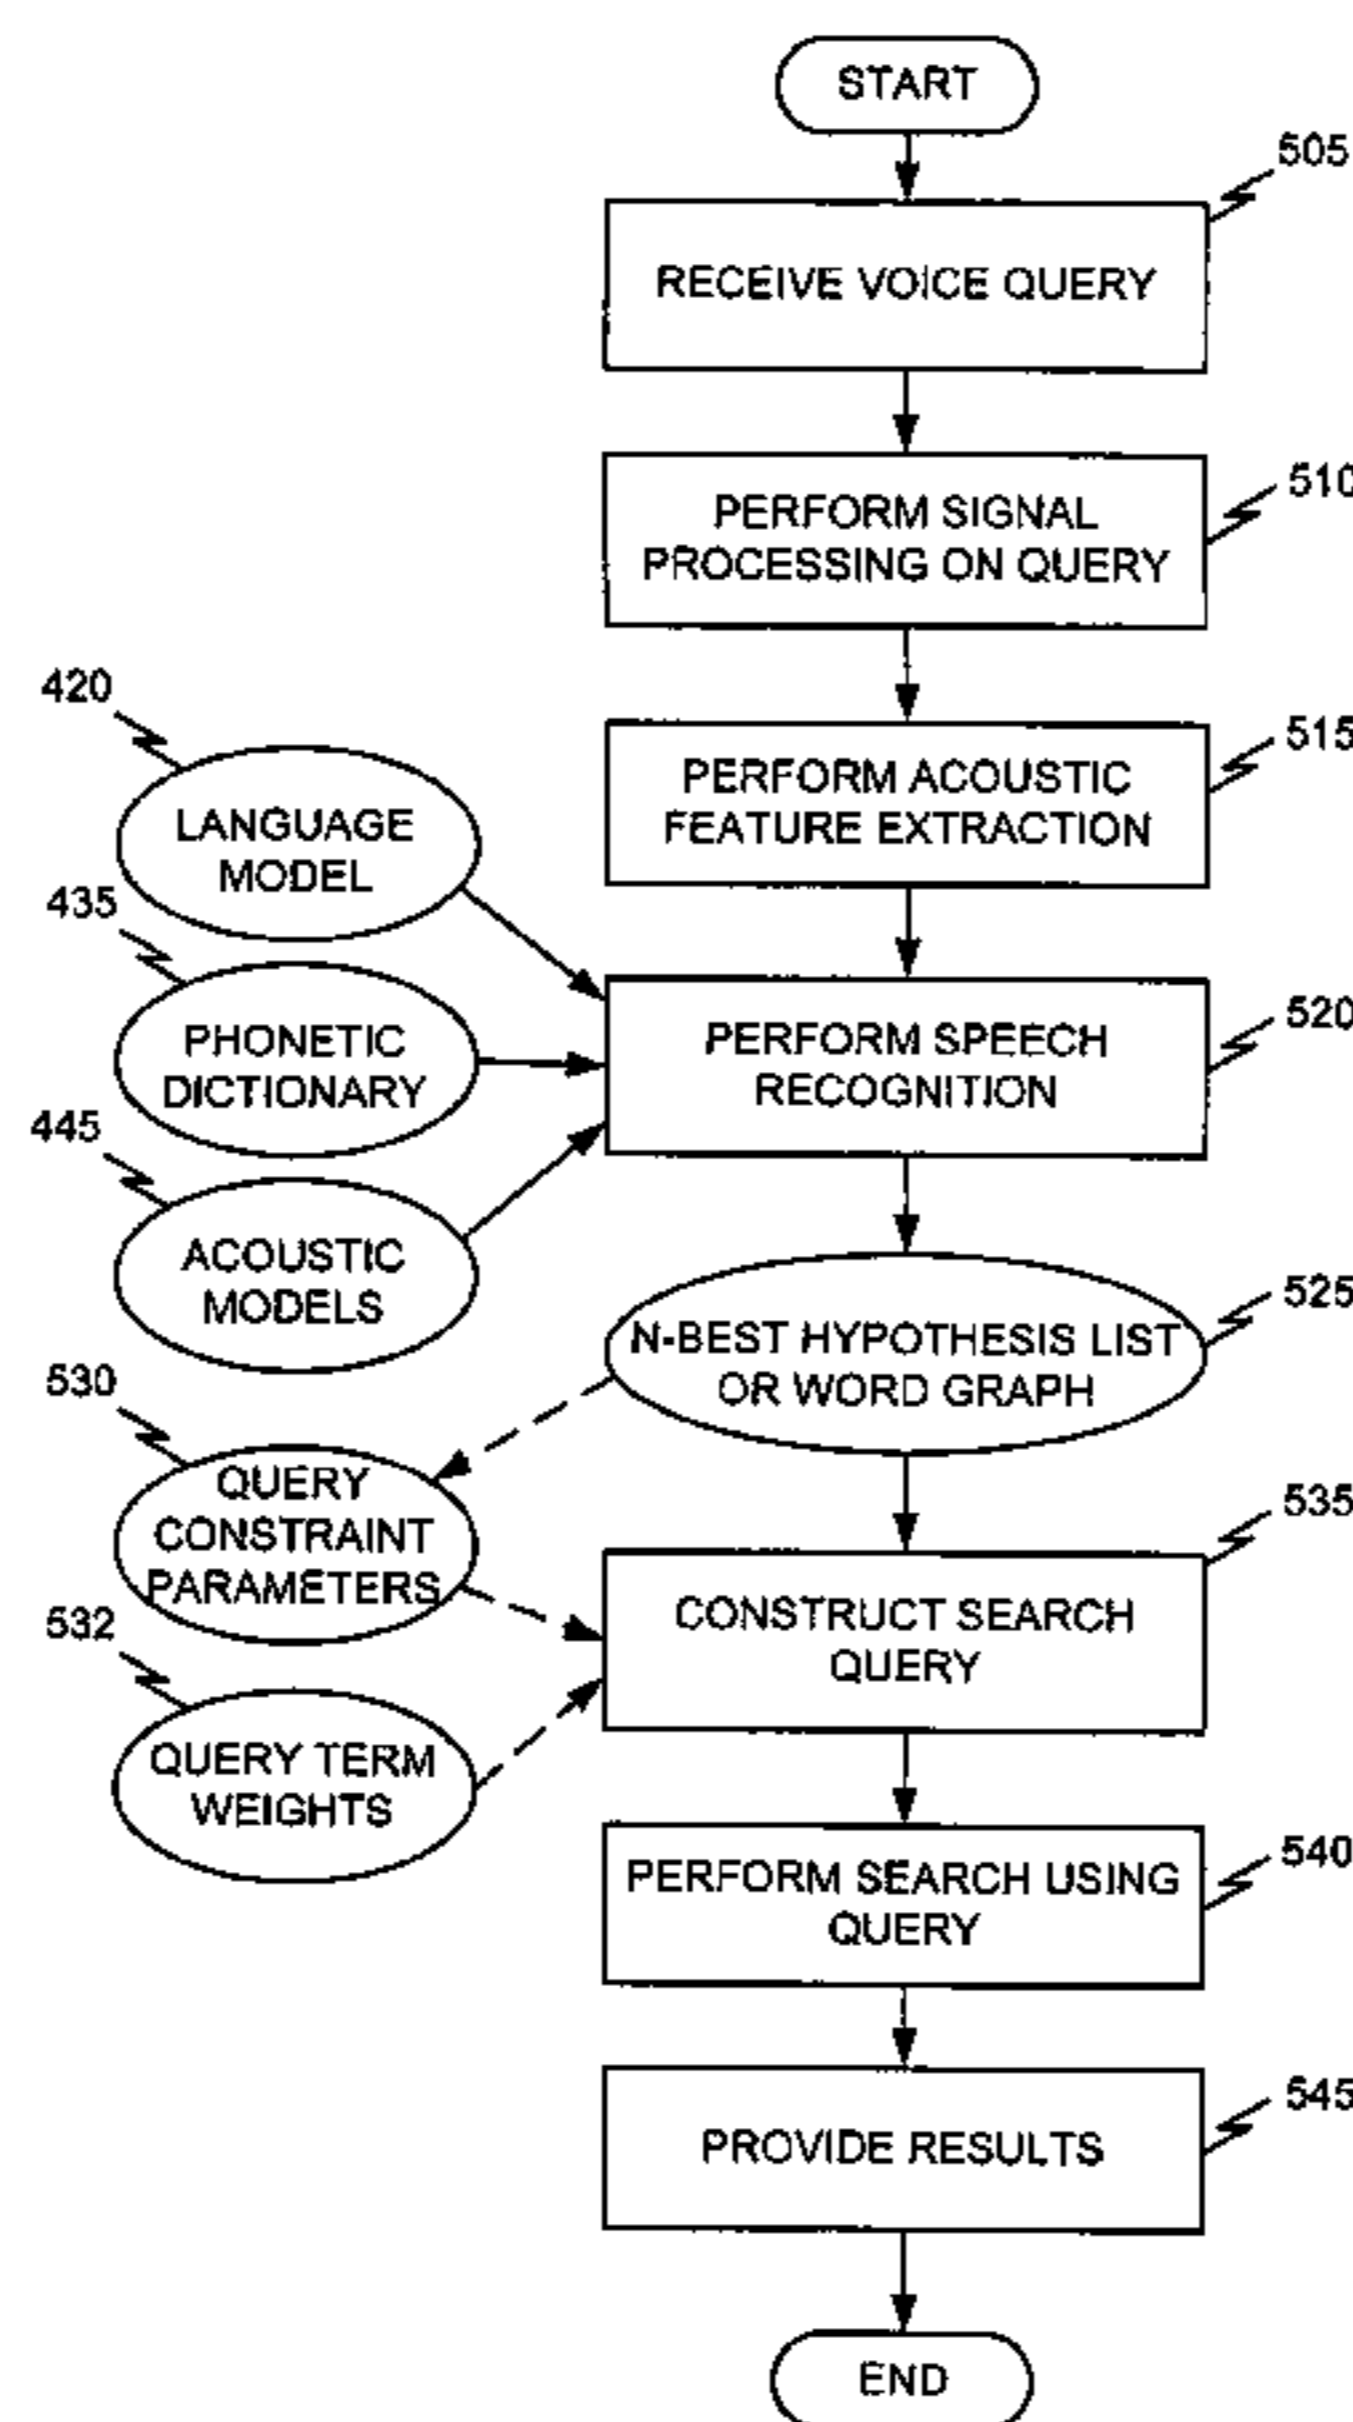 START
505
RECEIVE VOICE QUERY
510
PERFORM SIGNAL
PROCESSING ON QUERY
515
PERFORM ACOUSTIC
FEATURE EXTRACTION
420
LANGUAGE
MODEL
435
PHONETIC
DICTIONARY
445
ACOUSTIC
MODELS
520
PERFORM SPEECH
RECOGNITION
525
N-BEST HYPOTHESIS LIST
OR WORD GRAPH
530
QUERY
CONSTRAINT
PARAMETERS
532
QUERY TERM
WEIGHTS
535
CONSTRUCT SEARCH
QUERY
540
PERFORM SEARCH USING
QUERY
545
PROVIDE RESULTS
END